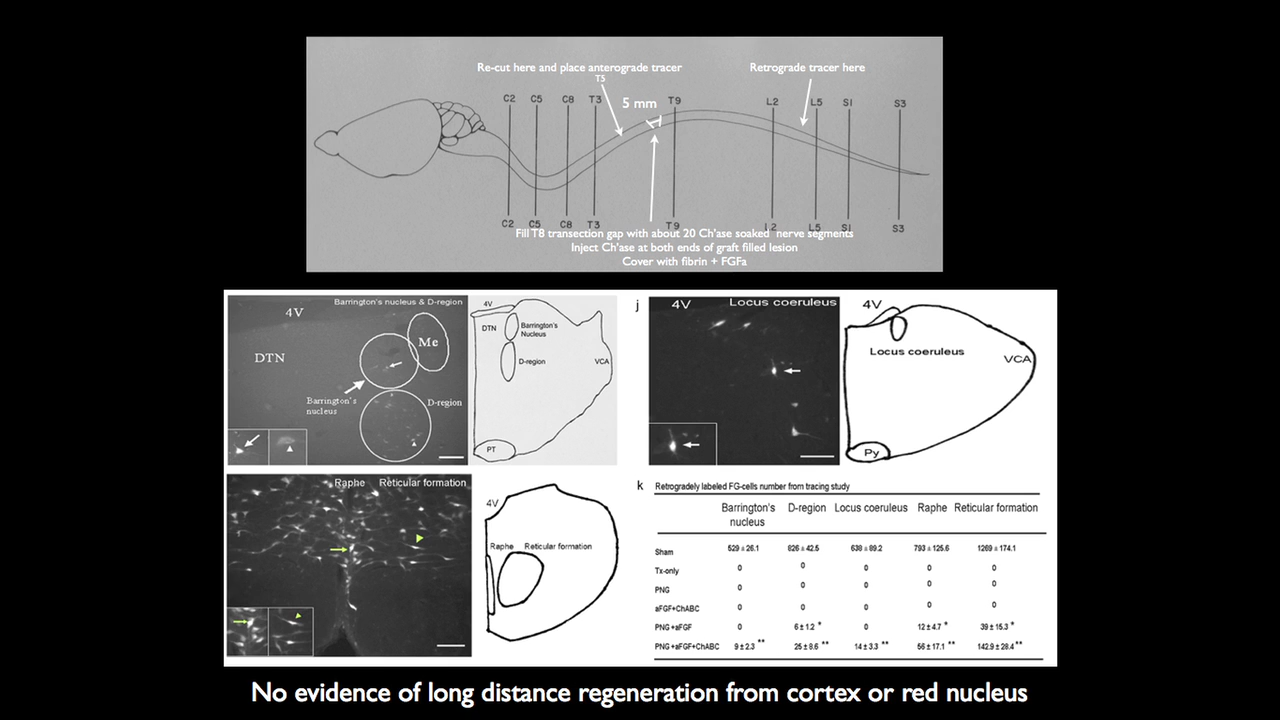 Re-cut here and place anterograde tracer
Retrograde tracer here
T5
5 mm
C2 C5 C8 T3 T9 L2 L5 S1 S3
C2 C5 C8 T3 T9 L2 L5 S1 S3
Fill T8 transection gap with about 20 Ch'ase soaked nerve segments
Inject Ch'ase at both ends of graft filled lesion
Cover with fibrin + FGFa
Barrington's nucleus & D-region
4V
Me
DTN
Barrington's
nucleus
D-region
4V
DTN
Barrington's
Nucleus
D-region
VCA
PT
j
4V
Locus coeruleus
4V
Locus coeruleus
VCA
Py
Raphe Reticular formation
4V
Raphe Reticular formation
k Retrogradely labeled FG-cells number from tracing study
Barrington's D-region Locus coeruleus Raphe Reticular formation
nucleus
Sham 529 ± 26.1 826 ± 42.5 638 ± 89.2 793 ± 125.6 1269 ± 174.1
Tx-only 0 0 0 0 0
PNG 0 0 0 0 0
aFGF+ChABC 0 0 0 0 0
PNG +aFGF 0 6 ± 1.2 * 0 12 ± 4.7 * 39 ± 15.3 *
PNG +aFGF+ChABC 9 ± 2.3 ** 25 ± 8.6 ** 14 ± 3.3 ** 56 ± 17.1 ** 142.9 ± 28.4 **
No evidence of long distance regeneration from cortex or red nucleus